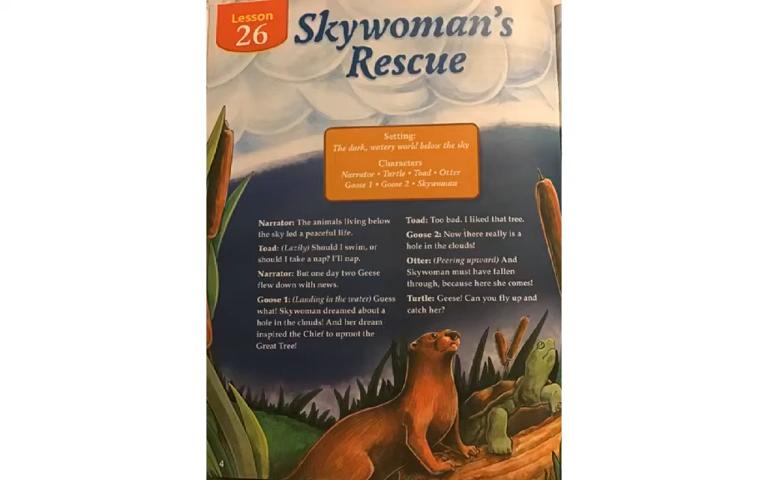 Lesson
26
Skywoman's
Rescue
Setting:
The dark, watery world below the sky
Characters
Narrator • Turtle • Toad • Otter
Goose 1 • Goose 2 • Skywoman
Narrator: The animals living below
the sky led a peaceful life.
Toad: (Lazily) Should I swim, or
should I take a nap? I'll nap.
Narrator: But one day two Geese
flew down with news.
Goose 1: (Landing in the water) Guess
what! Skywoman dreamed about a
hole in the clouds! And her dream
inspired the Chief to uproot the
Great Tree!
Toad: Too bad. I liked that tree.
Goose 2: Now there really is a
hole in the clouds!
Otter: (Peering upward) And
Skywoman must have fallen
through, because here she comes!
Turtle: Geese! Can you fly up and
catch her?
4